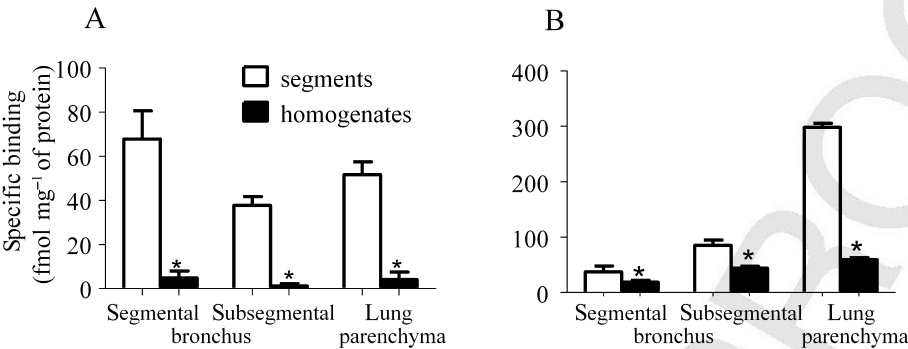 A
B
Specific binding
(fmol mg⁻¹ of protein)
100
80
60
40
20
0
segments
homogenates
*
*
*
Segmental
Subsegmental
bronchus
Lung
parenchyma
400
300
200
100
0
*
*
*
Segmental
Subsegmental
bronchus
Lung
parenchyma